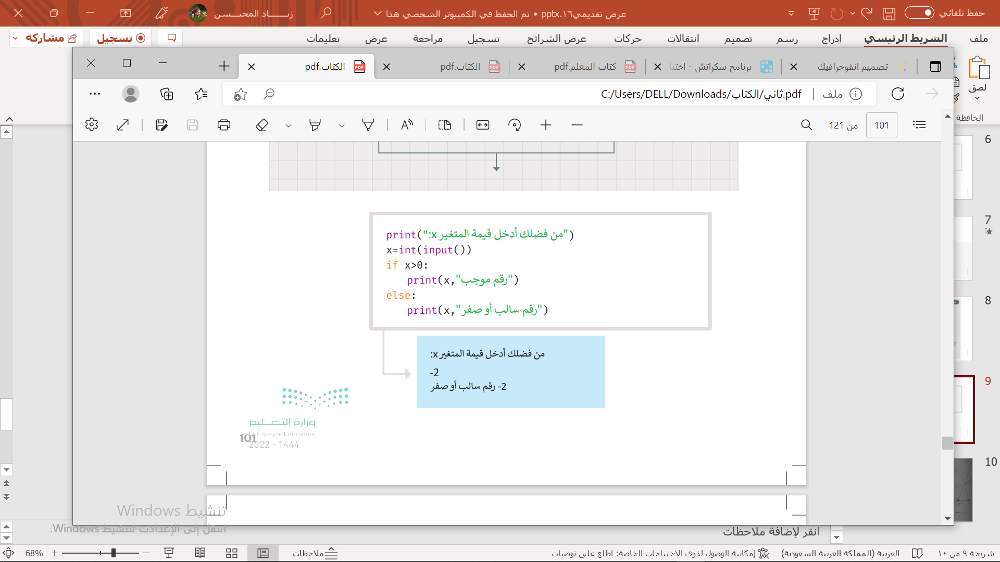 حفظ تلقائي
عرض تقديمي١٦.pptx • تم الحفظ في الكمبيوتر الشخصي هذا
زيـــــاد المحيـــسن
ملف
الشريط الرئيسي
إدراج
رسم
تصميم
انتقالات
حركات
عرض الشرائح
تسجيل
مراجعة
عرض
تعليمات
تسجيل
مشاركة
لصق
الحافظة
تصميم انفوجرافيك
برنامج سكراتش - اختبا
كتاب المعلم.pdf
الكتاب.pdf
الكتاب.pdf
ملف
C:/Users/DELL/Downloads/ثاني/الكتاب.pdf
101
من 121
print("من فضلك أدخل قيمة المتغير x:")
x=int(input())
if x>0:
print(x,"رقم موجب")
else:
print(x,"رقم سالب أو صفر")
من فضلك أدخل قيمة المتغير x:
-2
-2 رقم سالب أو صفر
وزارة التـعـــليم
Ministry of Education
101
2022 - 1444
6
7
8
9
10
تنشيط Windows
انتقل إلى الإعدادت لتنشيط Windows.
انقر لإضافة ملاحظات
شريحة ٩ من ١٠
العربية (المملكة العربية السعودية)
إمكانية الوصول لذوي الاحتياجات الخاصة: اطلع على توصيات
ملاحظات
68%